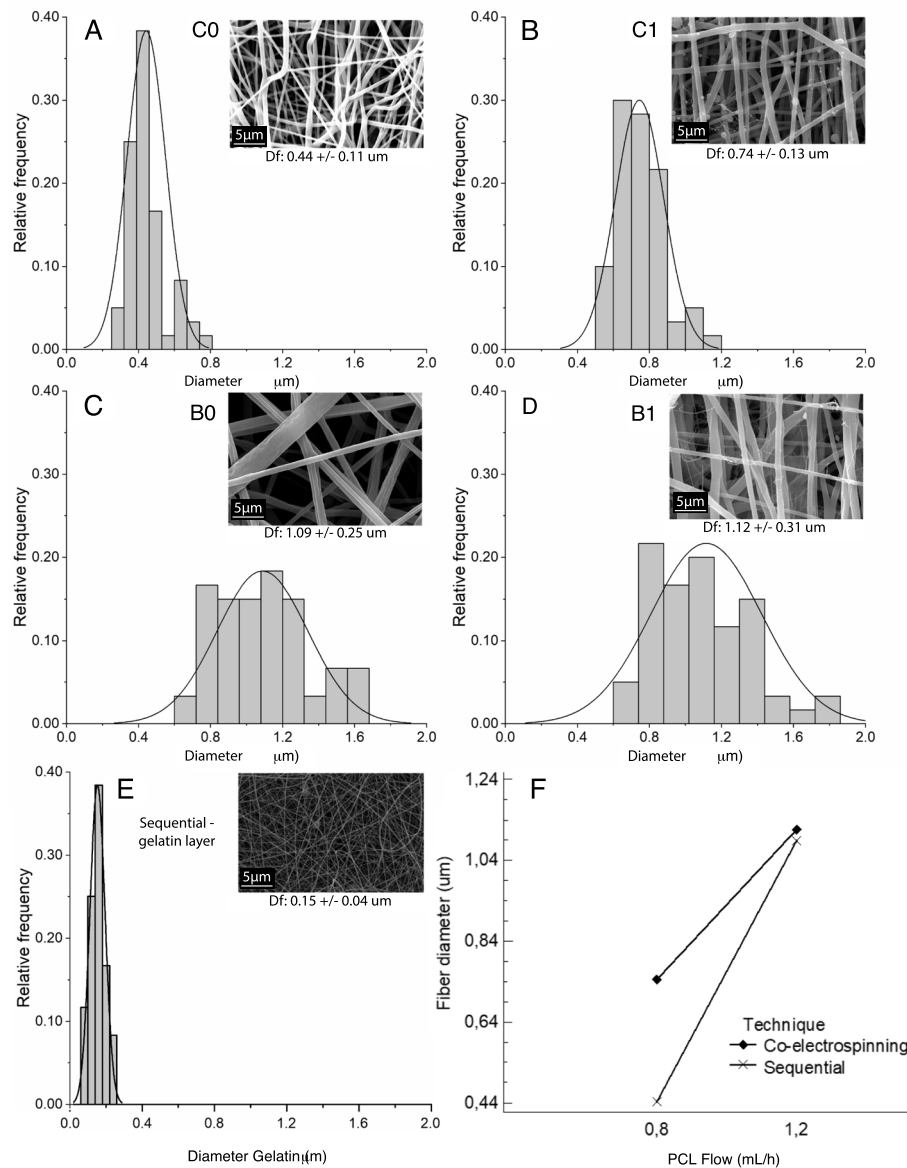 A
C0
5μm
Df: 0.44 +/- 0.11 um
0.40
0.30
0.20
0.10
0.00
Relative frequency
0.0 0.4 0.8 1.2 1.6 2.0
Diameter μm)
B
C1
5μm
Df: 0.74 +/- 0.13 um
0.40
0.30
0.20
0.10
0.00
Relative frequency
0.0 0.4 0.8 1.2 1.6 2.0
Diameter μm)
C
B0
5μm
Df: 1.09 +/- 0.25 um
0.40
0.30
0.20
0.10
0.00
Relative frequency
0.0 0.4 0.8 1.2 1.6 2.0
Diameter μm)
D
B1
5μm
Df: 1.12 +/- 0.31 um
0.40
0.30
0.20
0.10
0.00
Relative frequency
0.0 0.4 0.8 1.2 1.6 2.0
Diameter μm)
E
Sequential -
gelatin layer
5μm
Df: 0.15 +/- 0.04 um
0.40
0.30
0.20
0.10
0.00
Relative frequency
0.0 0.4 0.8 1.2 1.6 2.0
Diameter Gelatin(μm)
F
1,24
1,04
0,84
0,64
0,44
Fiber diameter (um)
Technique
Co-electrospinning
Sequential
0,8 1,2
PCL Flow (mL/h)